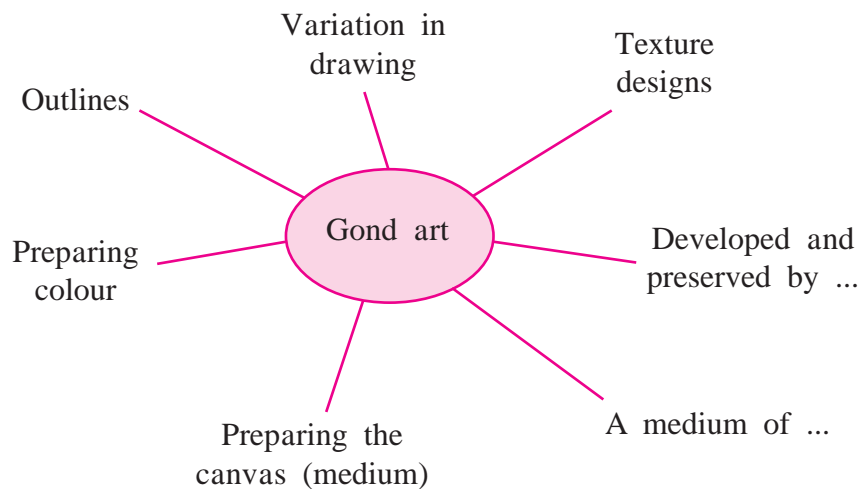 Variation in
drawing
Texture
designs
Outlines
Gond art
Preparing
colour
Developed and
preserved by ...
A medium of ...
Preparing the
canvas (medium)